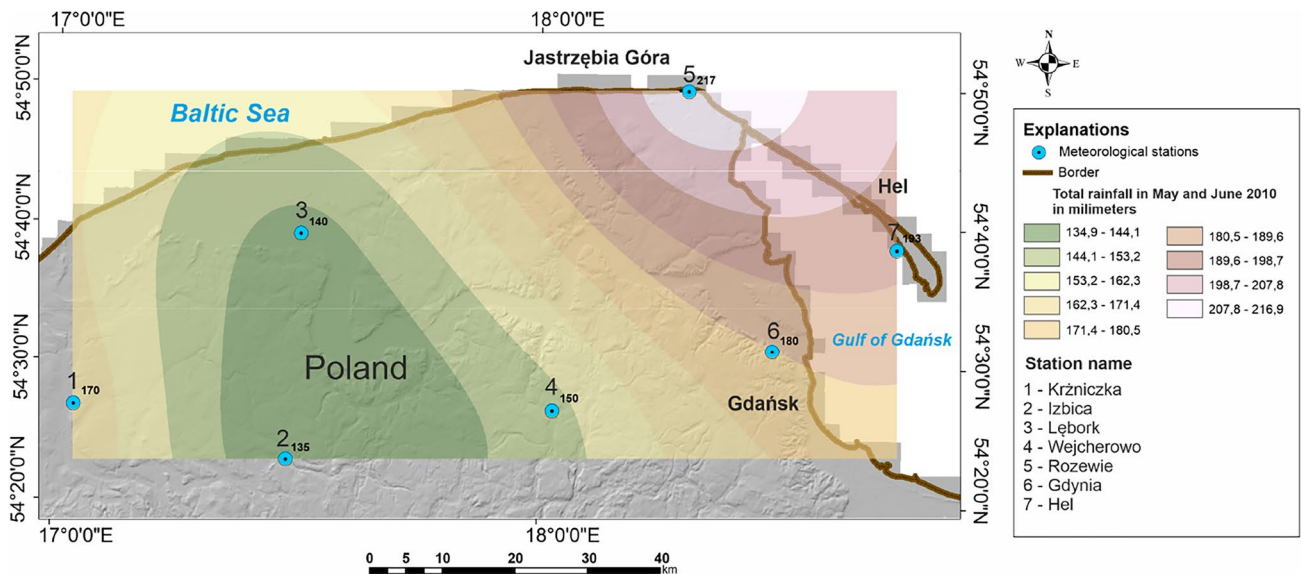 17°0'0"E
18°0'0"E
54°50'0"N
54°40'0"N
54°30'0"N
54°20'0"N
Jastrzębia Góra
5 217
Baltic Sea
Hel
3 140
7 193
Poland
Gulf of Gdańsk
6 180
1 170
4 150
Gdańsk
2 135
54°50'0"N
54°40'0"N
54°30'0"N
54°20'0"N
17°0'0"E
18°0'0"E
0 5 10 20 30 40
km
N
W E
S
Explanations
Meteorological stations
Border
Total rainfall in May and June 2010
in milimeters
134,9 - 144,1
144,1 - 153,2
153,2 - 162,3
162,3 - 171,4
171,4 - 180,5
180,5 - 189,6
189,6 - 198,7
198,7 - 207,8
207,8 - 216,9
Station name
1 - Krżniczka
2 - Izbica
3 - Lębork
4 - Wejcherowo
5 - Rozewie
6 - Gdynia
7 - Hel